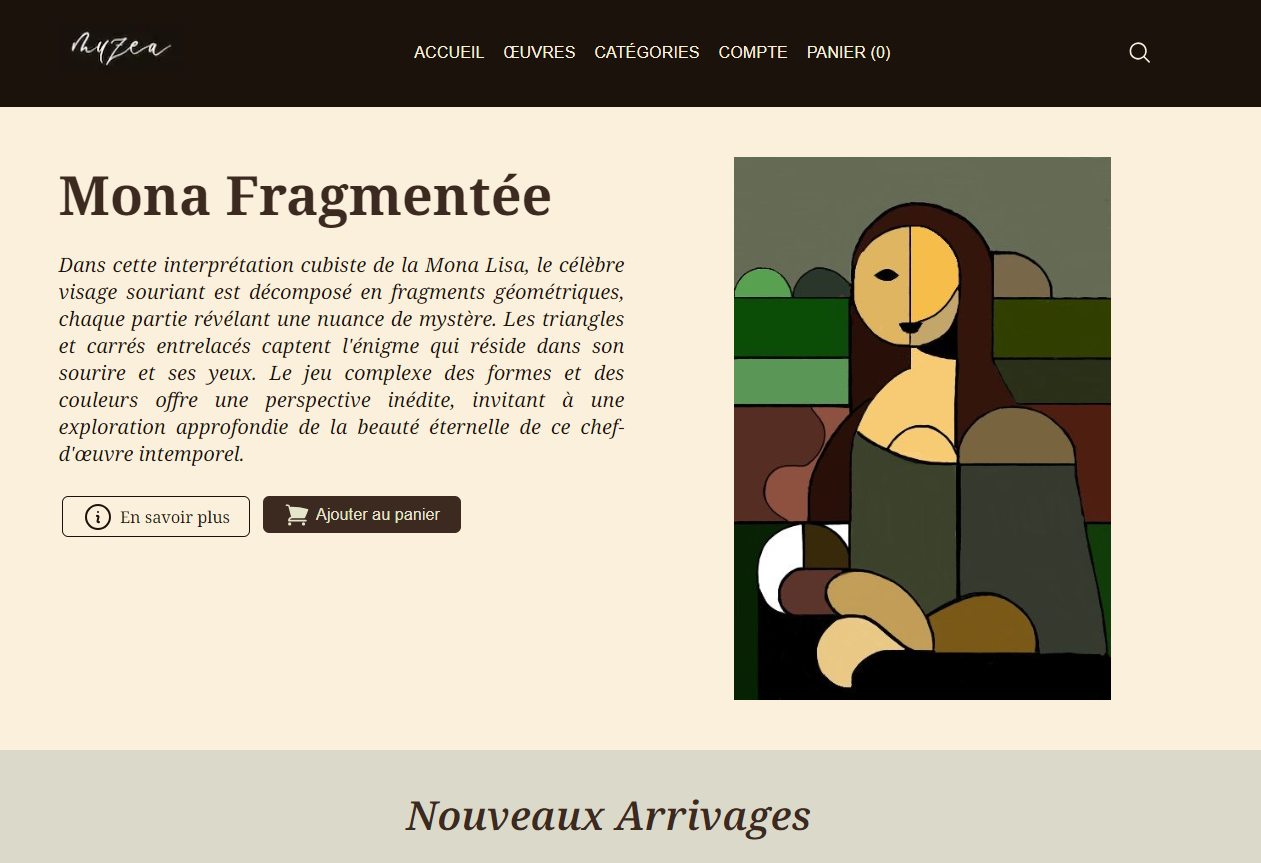 myzea
ACCUEIL ŒUVRES CATÉGORIES COMPTE PANIER (0)
Mona Fragmentée
Dans cette interprétation cubiste de la Mona Lisa, le célèbre
visage souriant est décomposé en fragments géométriques,
chaque partie révélant une nuance de mystère. Les triangles
et carrés entrelacés captent l'énigme qui réside dans son
sourire et ses yeux. Le jeu complexe des formes et des
couleurs offre une perspective inédite, invitant à une
exploration approfondie de la beauté éternelle de ce chef-
d'œuvre intemporel.
En savoir plus
Ajouter au panier
Nouveaux Arrivages